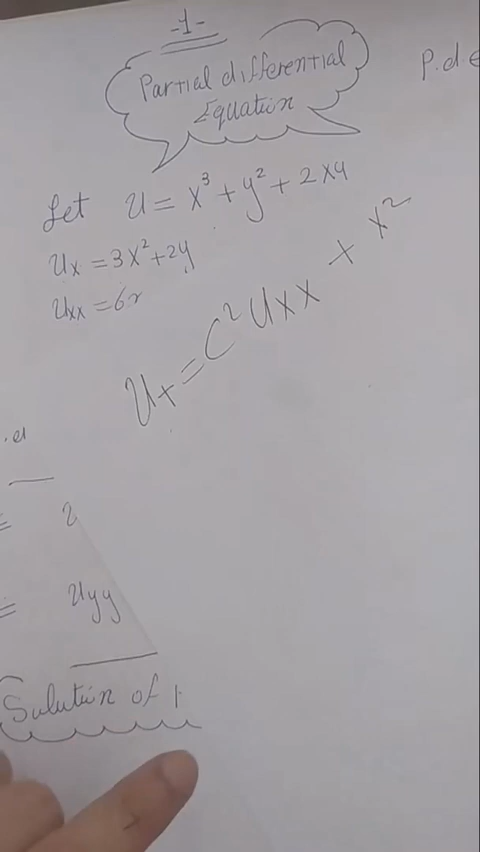 -1-
Partial differential
Equation
P.d e
Let U = x³ + y² + 2xy
Ux = 3x² + 2y
Uxx = 6x
Ut = C² Uxx + x²
.d
= 2
= Uyy
Solution of